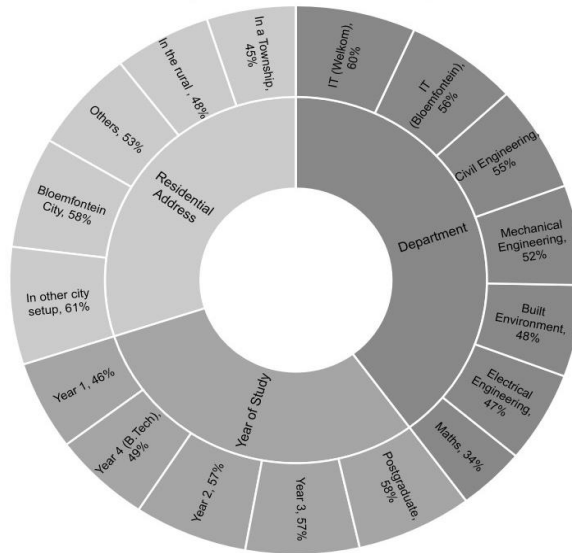 In a Township,
45%
IT (Welkom)
60%
IT
(Bloemfontein),
56%
Civil Engineering,
55%
Mechanical
Engineering,
52%
Built
Environment,
48%
Electrical
Engineering,
47%
Maths, 34%
Department
Postgraduate,
58%
Year 3, 57%
Year 2, 57%
Year 4 (B.Tech),
49%
Year 1, 46%
Year of Study
In other city
setup, 61%
Bloemfontein
City, 58%
Others, 53%
In the rural , 48%
Residential
Address